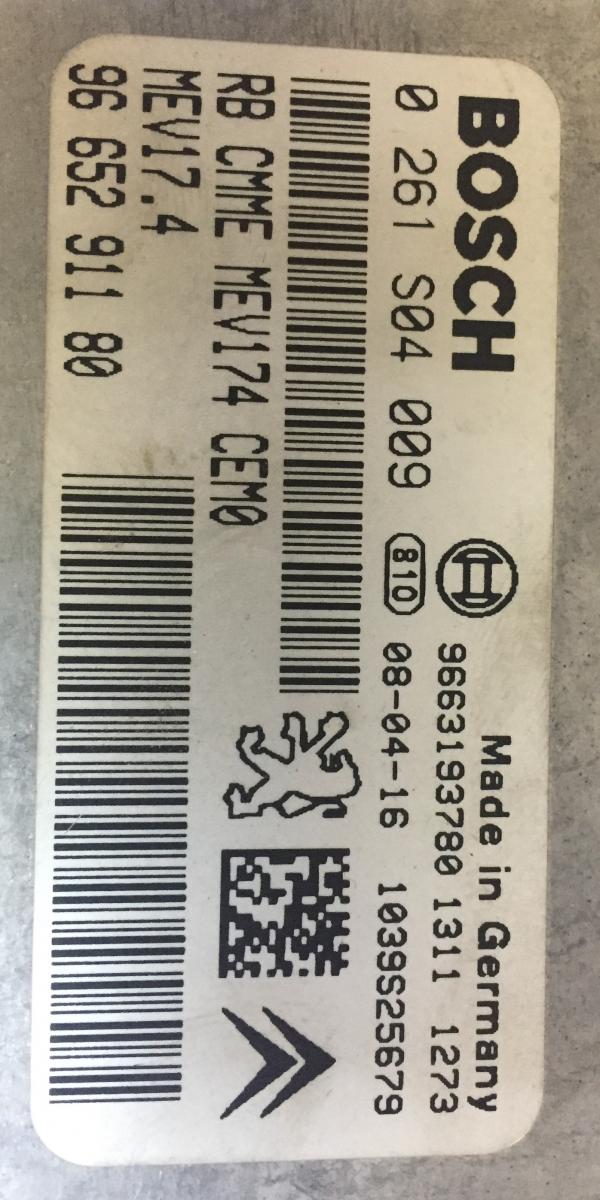 BOSCH
Made in Germany
9663193780 1311 1273
0 261 S04 009 810 08-04-16 1039S25679
RB CMME MEV174 CEM0
MEV17.4
96 652 911 80